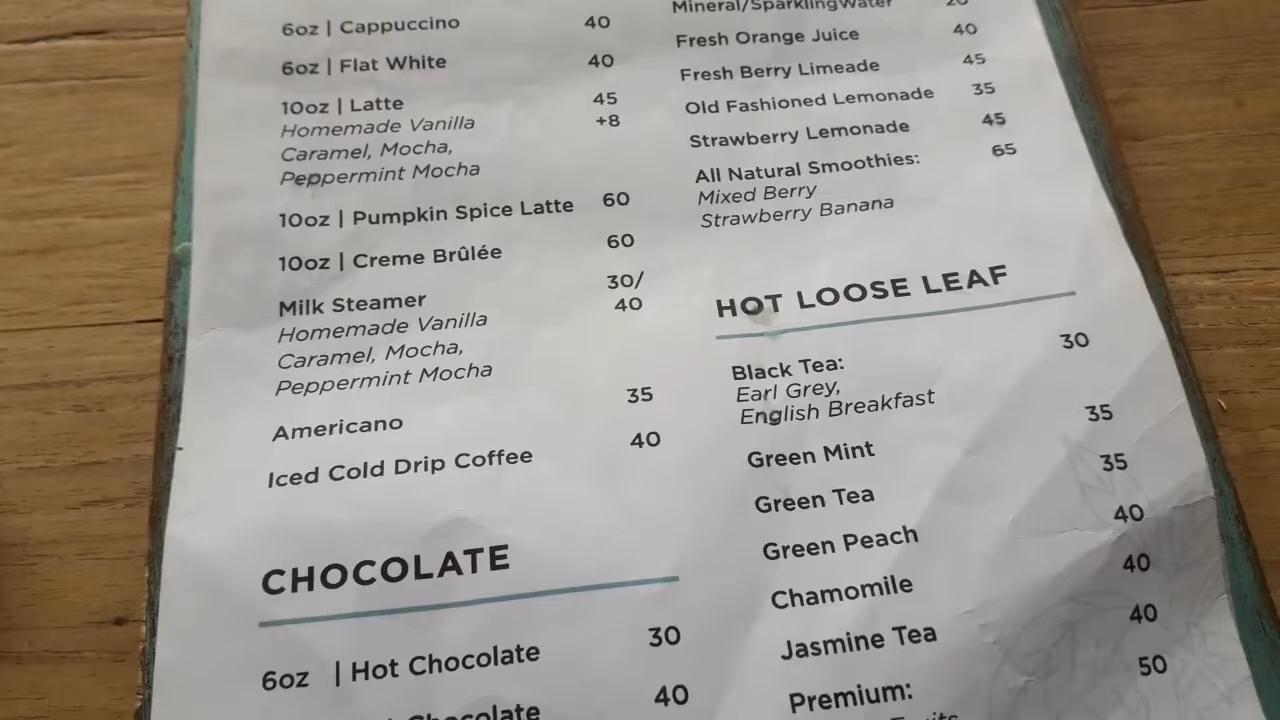 6oz | Cappuccino 40
6oz | Flat White 40
10oz | Latte 45
Homemade Vanilla +8
Caramel, Mocha,
Peppermint Mocha
10oz | Pumpkin Spice Latte 60
10oz | Creme Brûlée 60
Milk Steamer 30/
Homemade Vanilla 40
Caramel, Mocha,
Peppermint Mocha
Americano 35
Iced Cold Drip Coffee 40
CHOCOLATE
6oz | Hot Chocolate 30
Chocolate 40
Mineral/SparklingWater 20
Fresh Orange Juice 40
Fresh Berry Limeade 45
Old Fashioned Lemonade 35
Strawberry Lemonade 45
All Natural Smoothies: 65
Mixed Berry
Strawberry Banana
HOT LOOSE LEAF
Black Tea: 30
Earl Grey,
English Breakfast
Green Mint 35
Green Tea 35
Green Peach 40
Chamomile 40
Jasmine Tea 40
Premium: 50